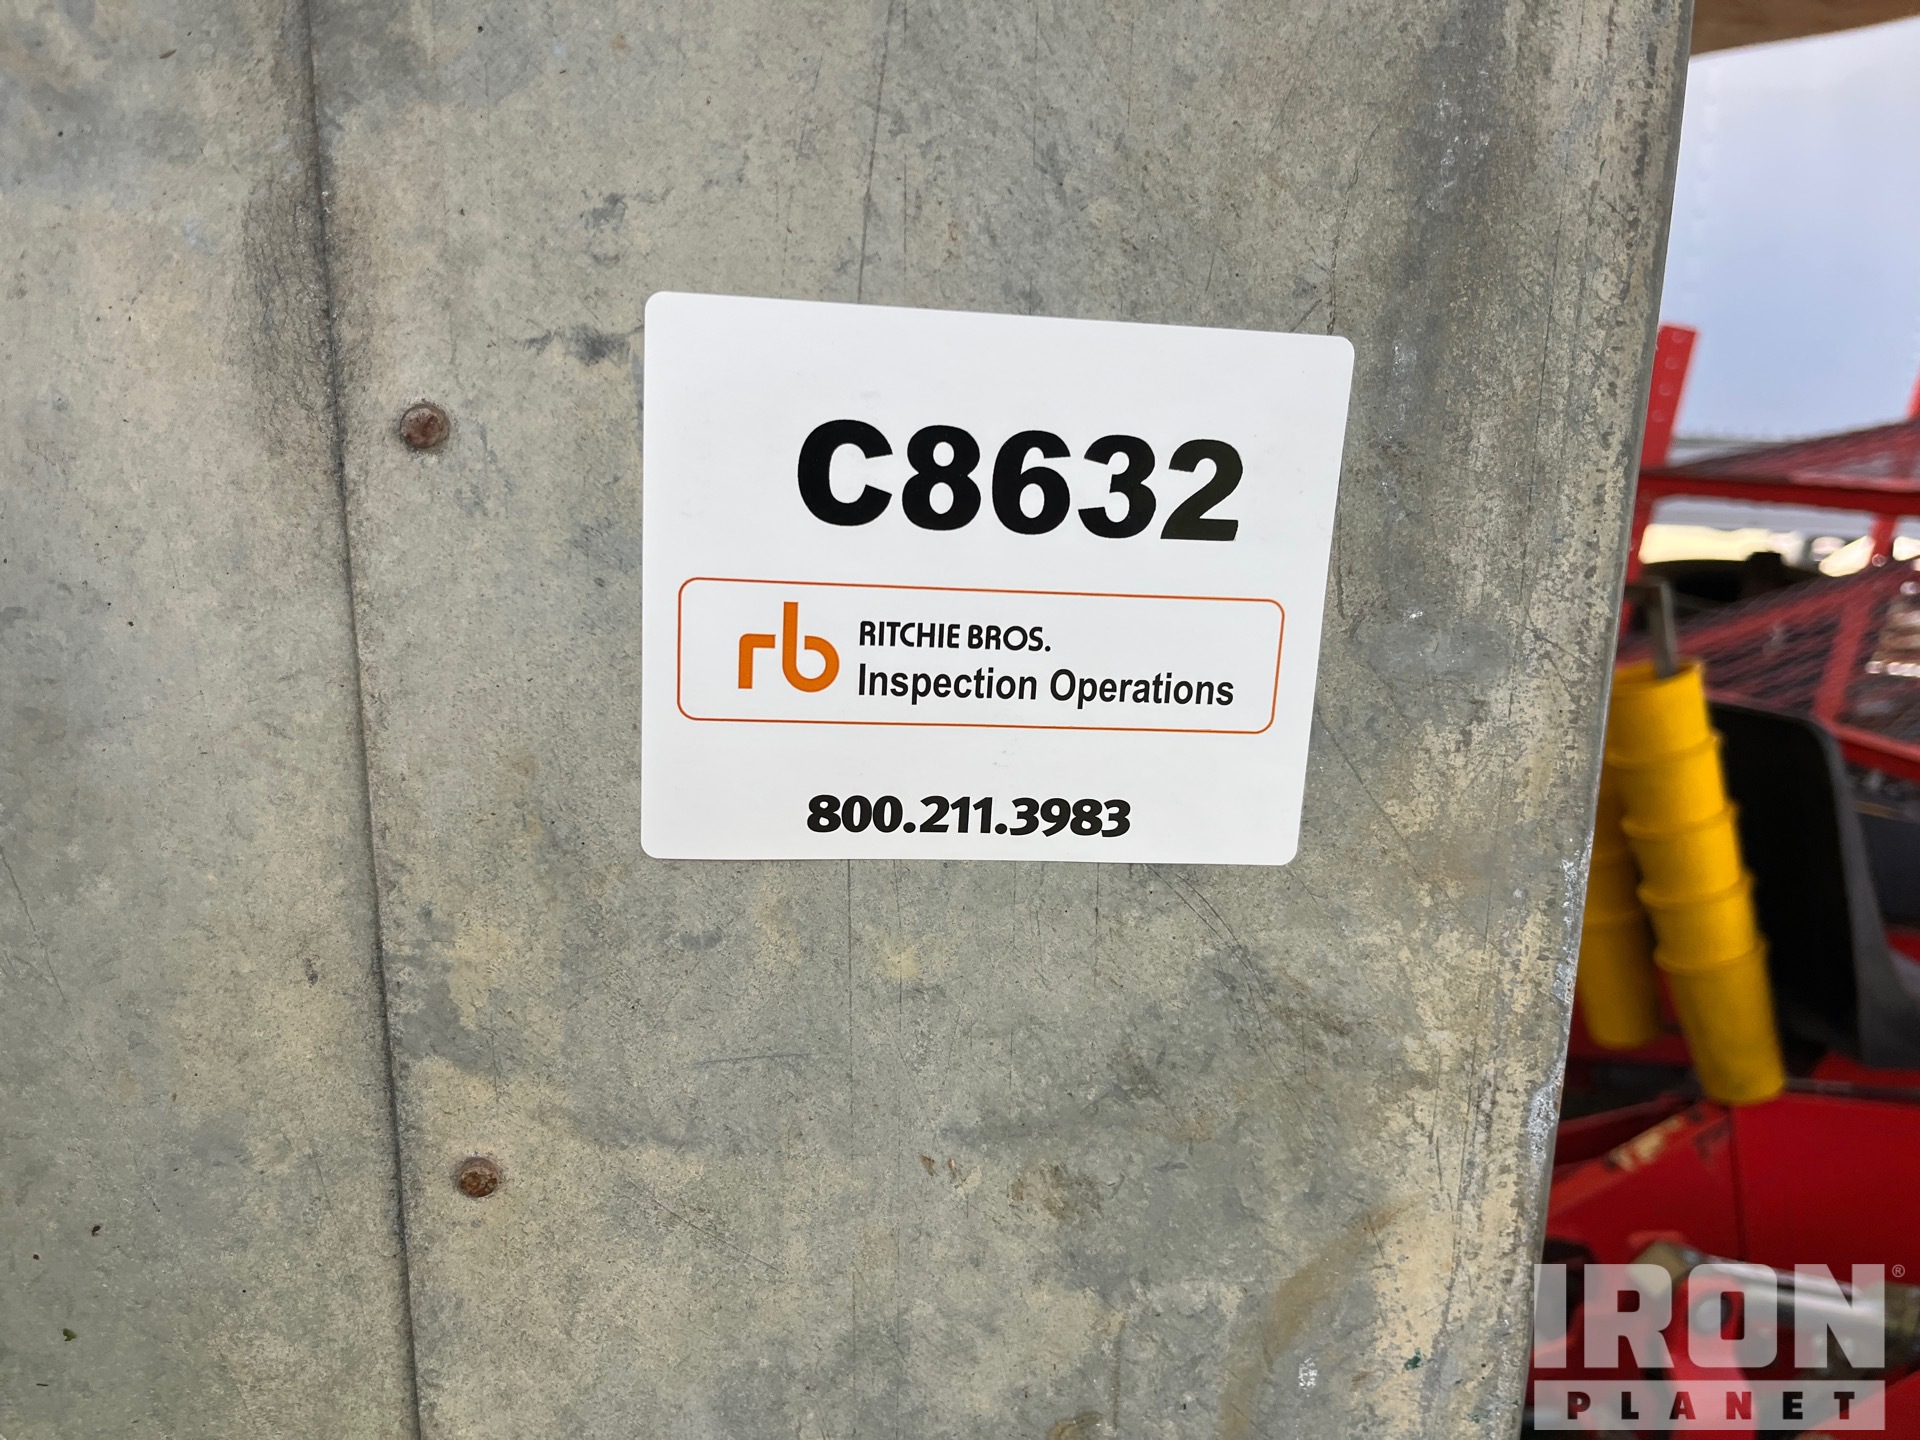 C8632
rb
RITCHIE BROS.
Inspection Operations
800.211.3983
IRON®
PLANET